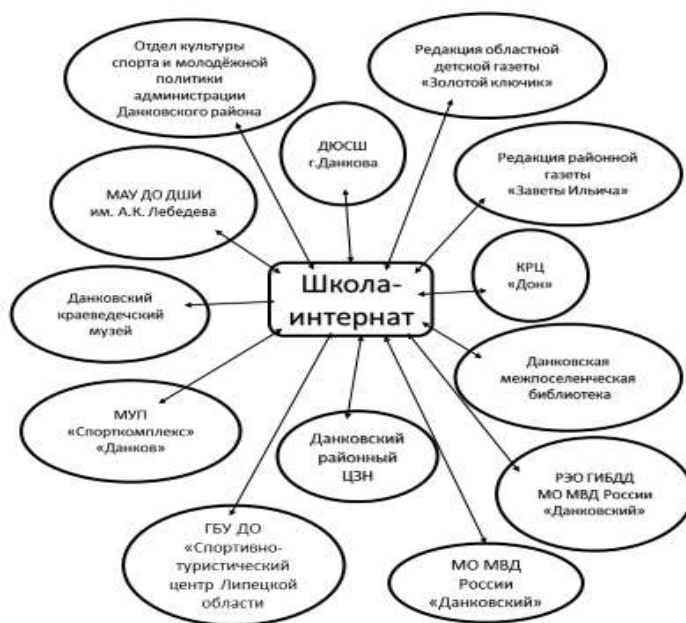 Отдел культуры
спорта и молодёжной
политики
администрации
Данковского района
Редакция областной
детской газеты
«Золотой ключик»
ДЮСШ
г.Данкова
Редакция районной
газеты
«Заветы Ильича»
МАУ ДО ДШИ
им. А.К. Лебедева
КРЦ
«Дон»
Школа-
интернат
Данковский
краеведечский
музей
Данковская
межпоселенческая
библиотека
МУП
«Спорткомплекс»
«Данков»
Данковский
районный
ЦЗН
РЭО ГИБДД
МО МВД России
«Данковский»
ГБУ ДО
«Спортивно-
туристический
центр Липецкой
области
МО МВД
России
«Данковский»